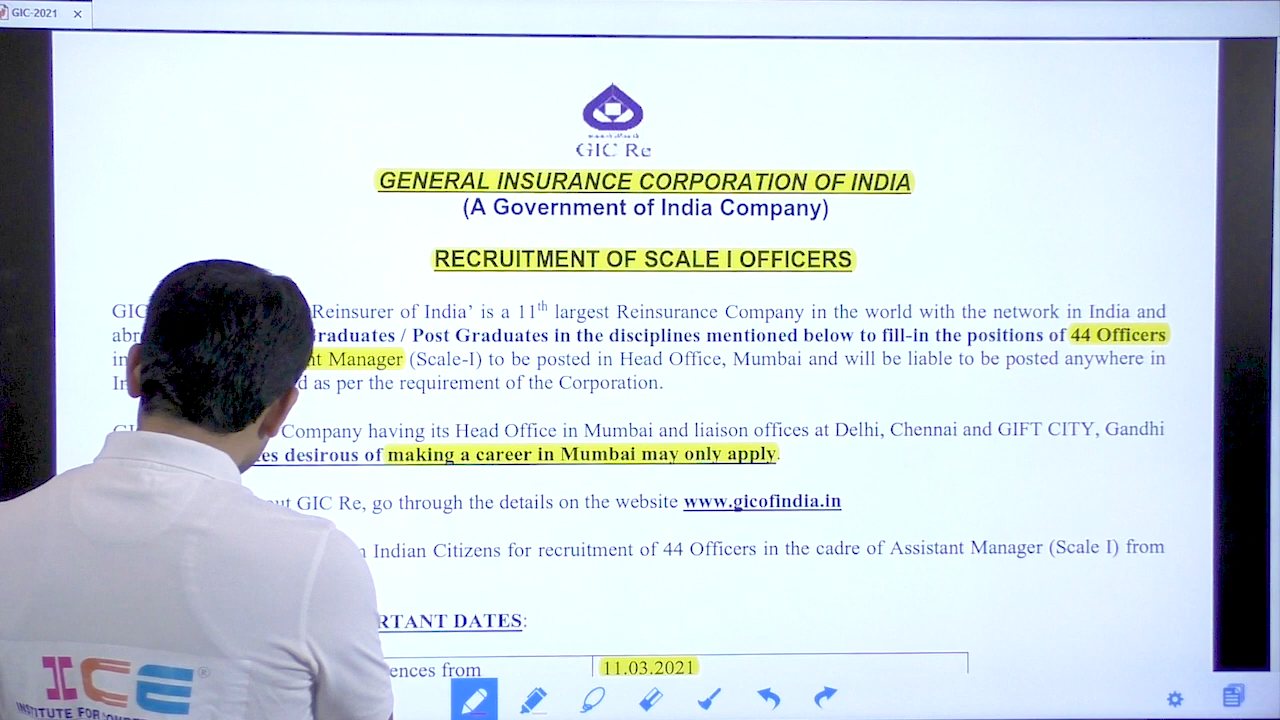 GIC-2021
GIC Re
GENERAL INSURANCE CORPORATION OF INDIA
(A Government of India Company)
RECRUITMENT OF SCALE I OFFICERS
GIC Reinsurer of India’ is a 11th largest Reinsurance Company in the world with the network in India and
Graduates / Post Graduates in the disciplines mentioned below to fill-in the positions of 44 Officers
in Manager (Scale-I) to be posted in Head Office, Mumbai and will be liable to be posted anywhere in
as per the requirement of the Corporation.
Company having its Head Office in Mumbai and liaison offices at Delhi, Chennai and GIFT CITY, Gandhi
desirous of making a career in Mumbai may only apply.
GIC Re, go through the details on the website www.gicofindia.in
Indian Citizens for recruitment of 44 Officers in the cadre of Assistant Manager (Scale I) from
DATES:
from
11.03.2021
ICE®
INSTITUTE FOR